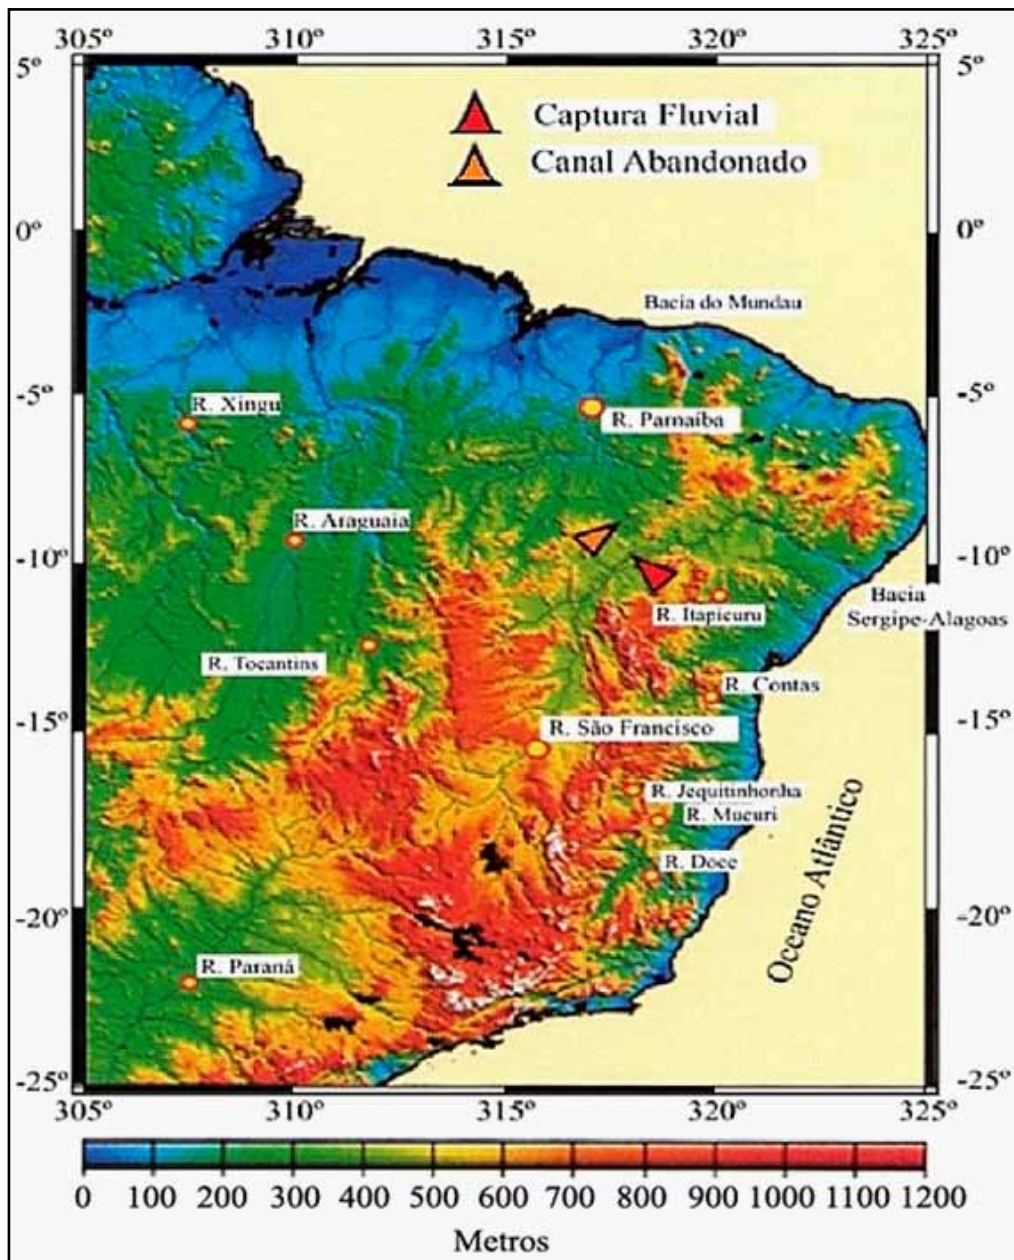 305º 310º 315º 320º 325º
5º 5º
Captura Fluvial
Canal Abandonado
0º 0º
Bacia do Mundau
-5º -5º
R. Xingu
R. Parnaíba
R. Araguaia
-10º -10º
Bacia
Sergipe-Alagoas
R. Itapicuru
R. Tocantins
R. Contas
-15º -15º
R. São Francisco
R. Jequitinhonha
R. Mucuri
R. Doce
Oceano Atlântico
-20º -20º
R. Paraná
-25º -25º
305º 310º 315º 320º 325º
0 100 200 300 400 500 600 700 800 900 1000 1100 1200
Metros